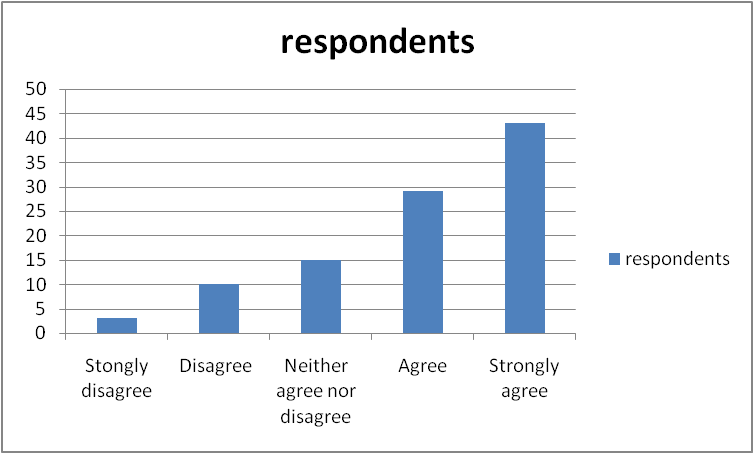 respondents
50
45
40
35
30
25
20
15
10
5
0
Stongly
disagree
Disagree
Neither
agree nor
disagree
Agree
Strongly
agree
respondents